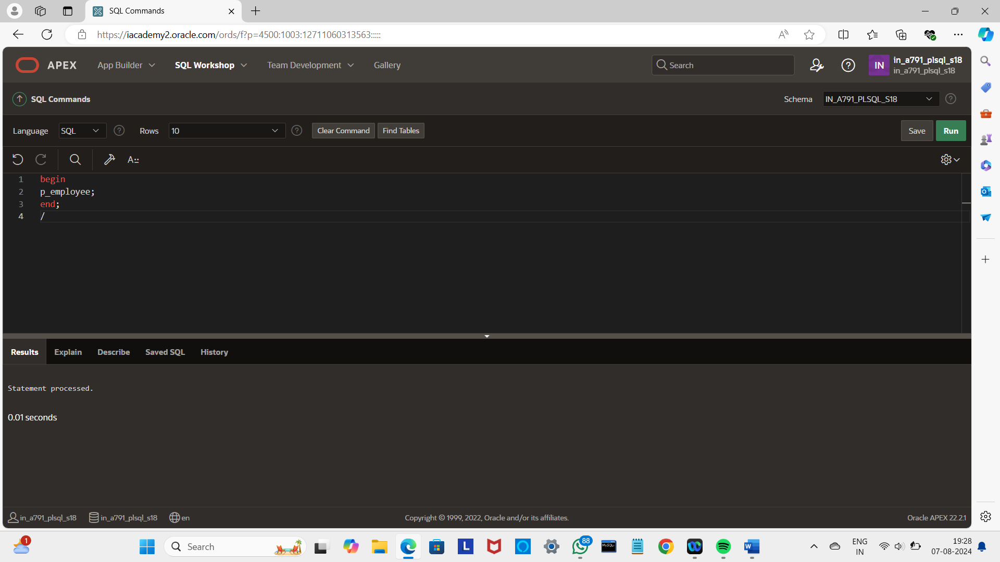 SQL Commands
https://iacademy2.oracle.com/ords/f?p=4500:1003:12711060313563:::::
APEX App Builder SQL Workshop Team Development Gallery Search IN in_a791_plsql_s18
in_a791_plsql_s18
SQL Commands Schema IN_A791_PLSQL_S18
Language SQL Rows 10 Clear Command Find Tables Save Run
A::
1 begin
2 p_employee;
3 end;
4 /
Results Explain Describe Saved SQL History
Statement processed.
0.01 seconds
in_a791_plsql_s18 in_a791_plsql_s18 en Copyright © 1999, 2022, Oracle and/or its affiliates. Oracle APEX 22.2.1
1 Search L MySQL 88 W ENG 19:28
IN 07-08-2024